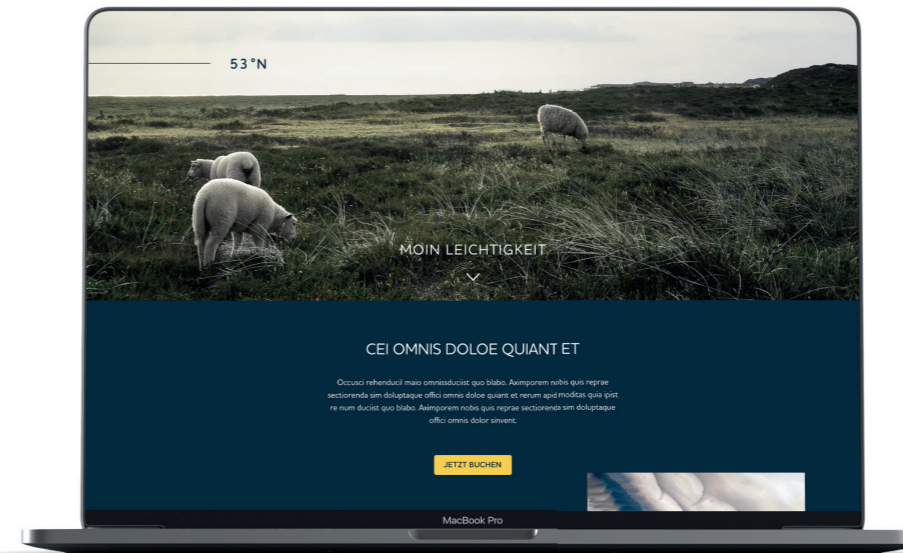 53°N
MOIN LEICHTIGKEIT
CEI OMNIS DOLOE QUIANT ET
Occusci rehenducil maio omnissduciist quo blabo. Aximporem nobis quis reprae
sectiorenda sim doluptaque offici omnis doloe quiant et rerum apid moditas quia ipist
re num duciist quo blabo. Aximporem nobis quis reprae sectiorenda sim doluptaque
offici omnis dolor sinvent.
JETZT BUCHEN
MacBook Pro